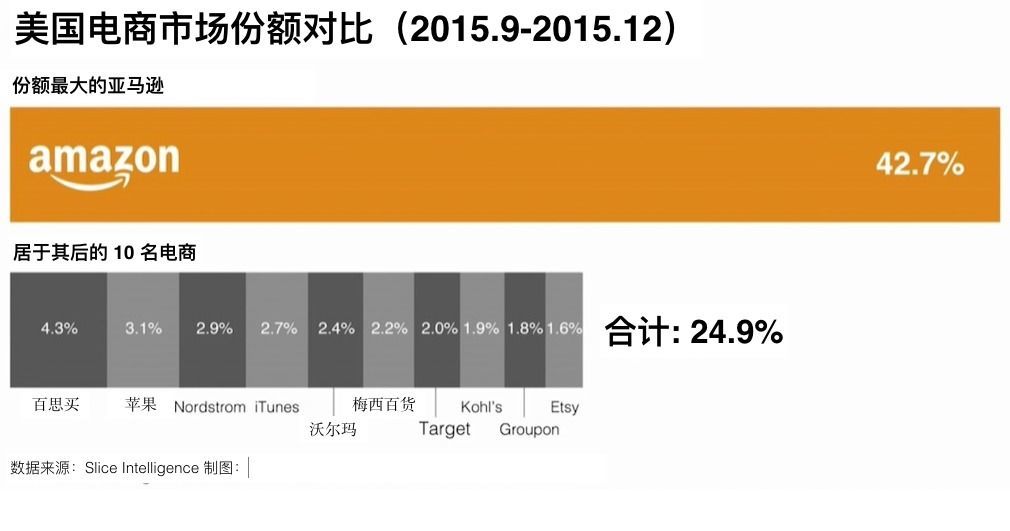 美国电商市场份额对比（2015.9-2015.12）
份额最大的亚马逊
amazon
42.7%
居于其后的 10 名电商
4.3% 3.1% 2.9% 2.7% 2.4% 2.2% 2.0% 1.9% 1.8% 1.6%
合计: 24.9%
百思买 苹果 Nordstrom iTunes 梅西百货 Kohl's Etsy
沃尔玛 Target Groupon
数据来源：Slice Intelligence 制图：